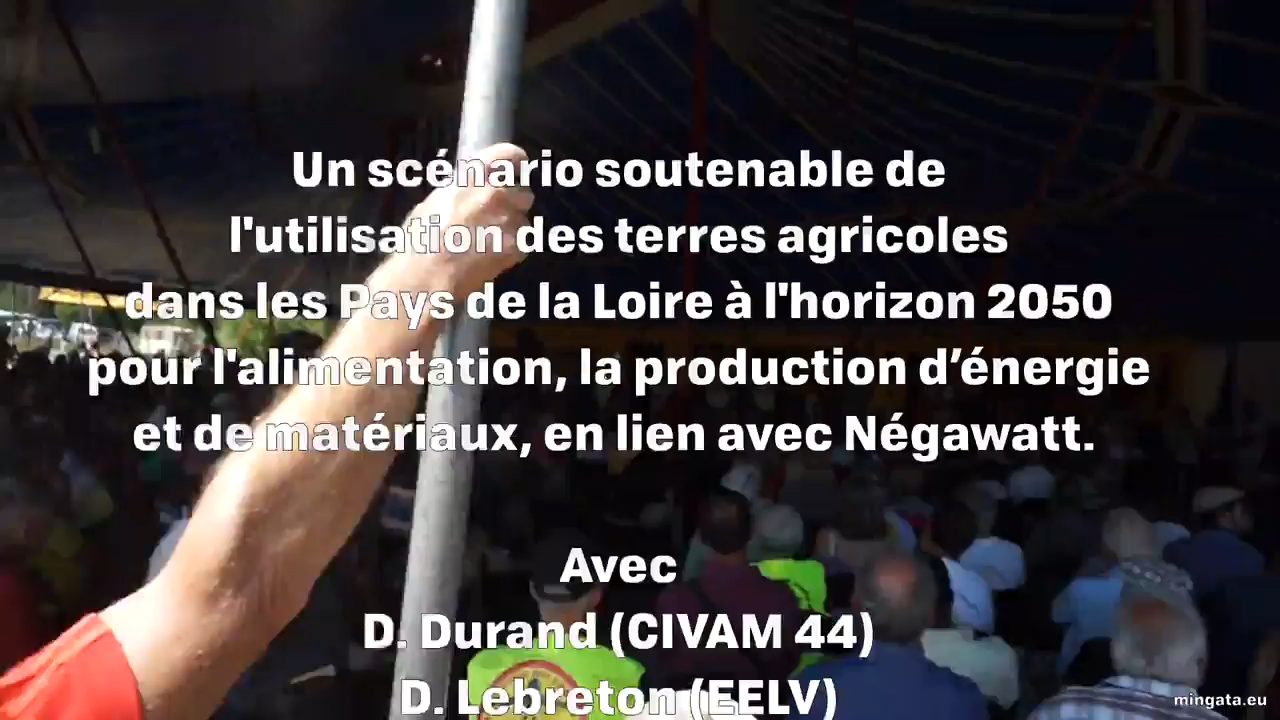 Un scénario soutenable de
l'utilisation des terres agricoles
dans les Pays de la Loire à l'horizon 2050
pour l'alimentation, la production d’énergie
et de matériaux, en lien avec Négawatt.
Avec
D. Durand (CIVAM 44)
D. Lebreton (EELV)
mingata.eu